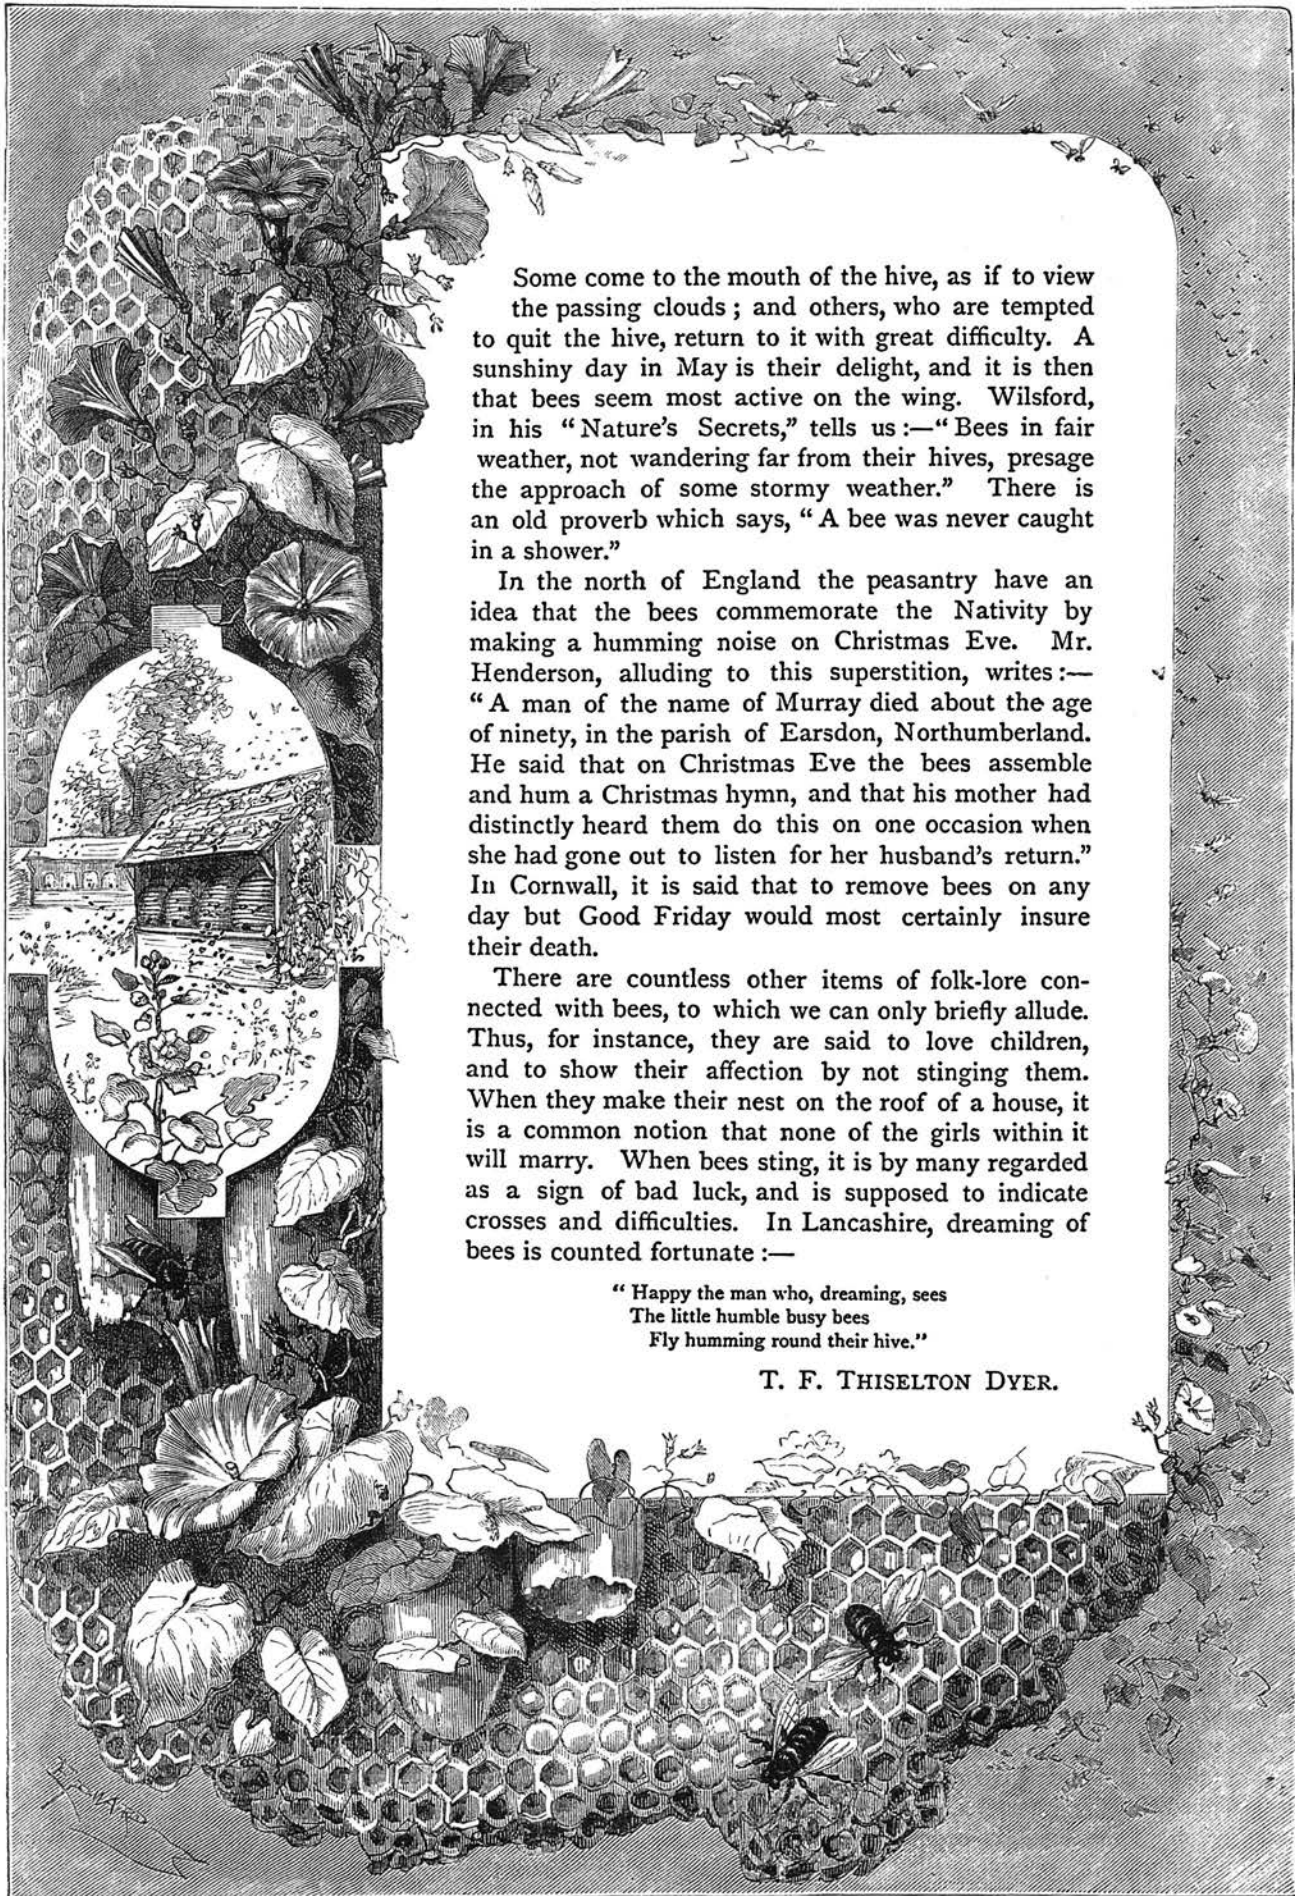 Some come to the mouth of the hive, as if to view
the passing clouds ; and others, who are tempted
to quit the hive, return to it with great difficulty. A
sunshiny day in May is their delight, and it is then
that bees seem most active on the wing. Wilsford,
in his “Nature’s Secrets,” tells us :—“ Bees in fair
weather, not wandering far from their hives, presage
the approach of some stormy weather.” There is
an old proverb which says, “ A bee was never caught
in a shower.”
In the north of England the peasantry have an
idea that the bees commemorate the Nativity by
making a humming noise on Christmas Eve. Mr.
Henderson, alluding to this superstition, writes :—
“ A man of the name of Murray died about the age
of ninety, in the parish of Earsdon, Northumberland.
He said that on Christmas Eve the bees assemble
and hum a Christmas hymn, and that his mother had
distinctly heard them do this on one occasion when
she had gone out to listen for her husband’s return.”
In Cornwall, it is said that to remove bees on any
day but Good Friday would most certainly insure
their death.
There are countless other items of folk-lore con-
nected with bees, to which we can only briefly allude.
Thus, for instance, they are said to love children,
and to show their affection by not stinging them.
When they make their nest on the roof of a house, it
is a common notion that none of the girls within it
will marry. When bees sting, it is by many regarded
as a sign of bad luck, and is supposed to indicate
crosses and difficulties. In Lancashire, dreaming of
bees is counted fortunate :—
“ Happy the man who, dreaming, sees
The little humble busy bees
Fly humming round their hive.”
T. F. THISELTON DYER.